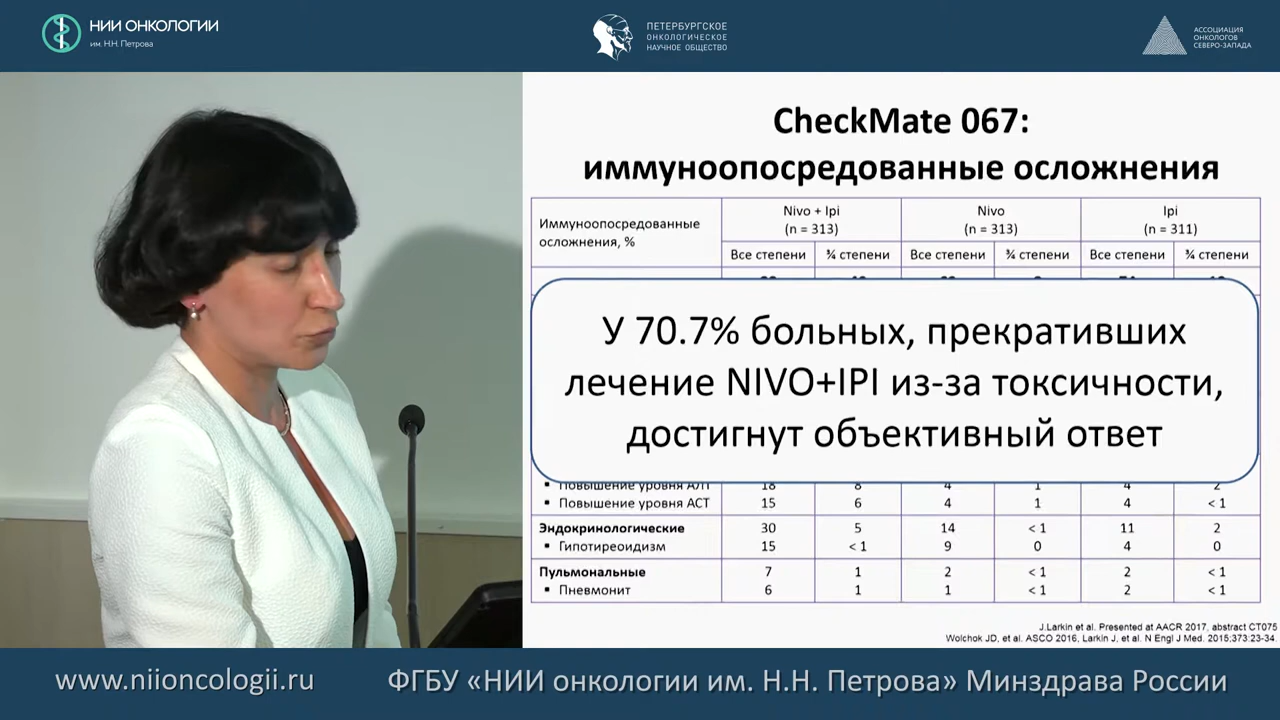 НИИ ОНКОЛОГИИ
им. Н.Н. Петрова
ПЕТЕРБУРГСКОЕ
ОНКОЛОГИЧЕСКОЕ
НАУЧНОЕ ОБЩЕСТВО
АССОЦИАЦИЯ
ОНКОЛОГОВ
СЕВЕРО-ЗАПАДА
CheckMate 067:
иммуноопосредованные осложнения
Иммуноопосредованные осложнения, % Nivo + Ipi (n = 313) Nivo (n = 313) Ipi (n = 311)
Все степени ¾ степени Все степени ¾ степени Все степени ¾ степени
У 70.7% больных, прекративших
лечение NIVO+IPI из-за токсичности,
достигнут объективный ответ
▪ Повышение уровня АЛТ 18 8 4 1 4 2
▪ Повышение уровня АСТ 15 6 4 1 4 < 1
Эндокринологические 30 5 14 < 1 11 2
▪ Гипотиреоидизм 15 < 1 9 0 4 0
Пульмональные 7 1 2 < 1 2 < 1
▪ Пневмонит 6 1 1 < 1 2 < 1
J.Larkin et al. Presented at AACR 2017, abstract CT075
Wolchok JD, et al. ASCO 2016, Larkin J, et al. N Engl J Med. 2015;373:23-34.
www.niioncologii.ru ФГБУ «НИИ онкологии им. Н.Н. Петрова» Минздрава России